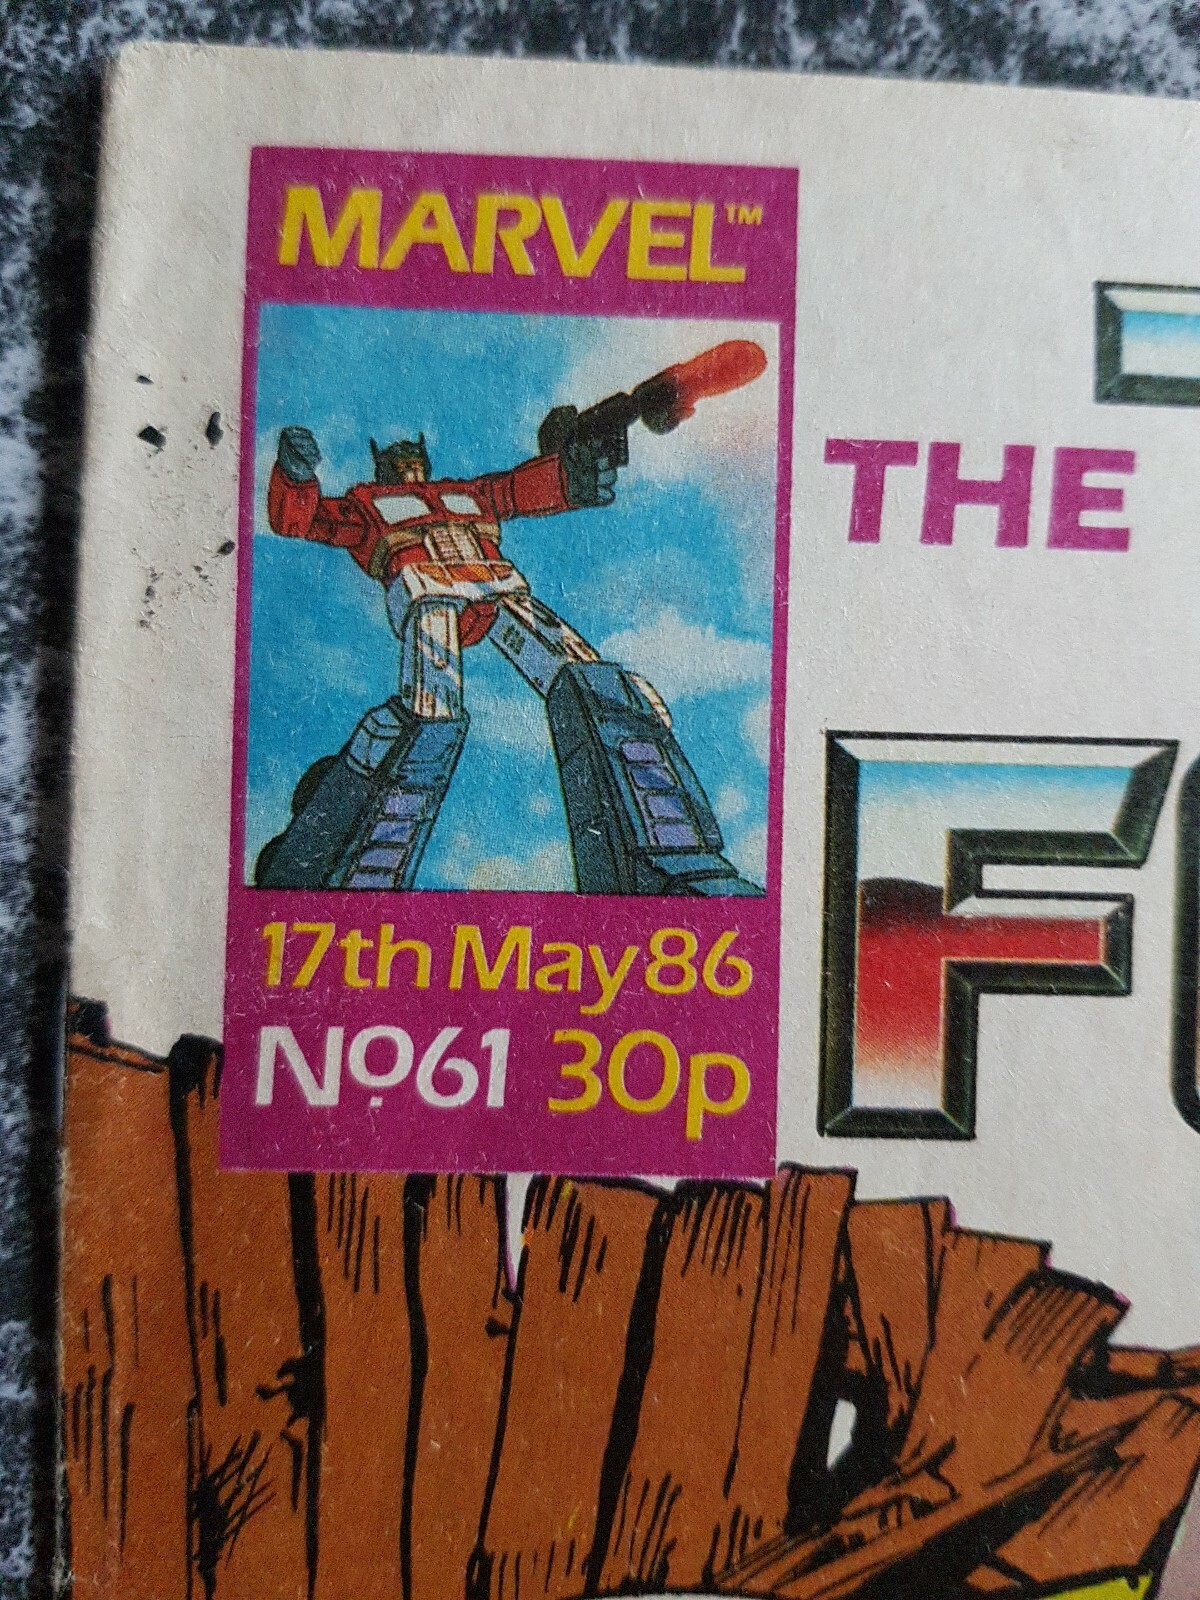 MARVEL™
THE
17th May 86
Nº61 30p